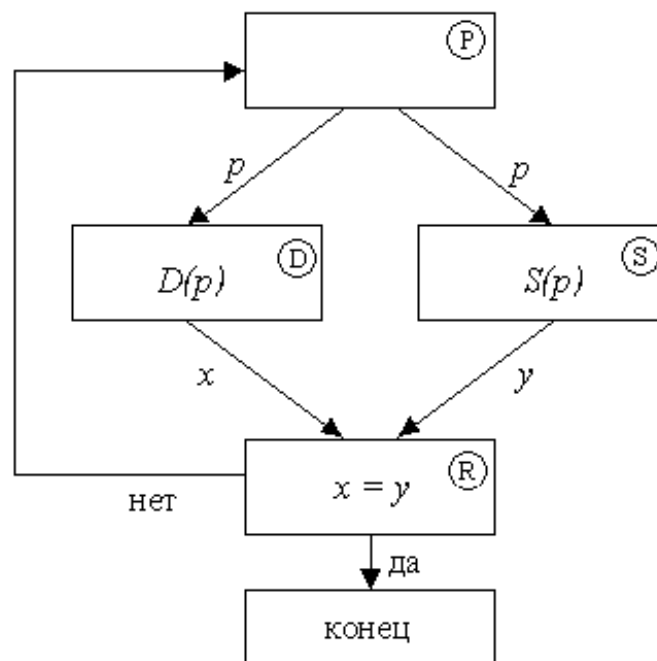 P
p p
D S
D(p) S(p)
x y
R
x = y
нет
да
конец